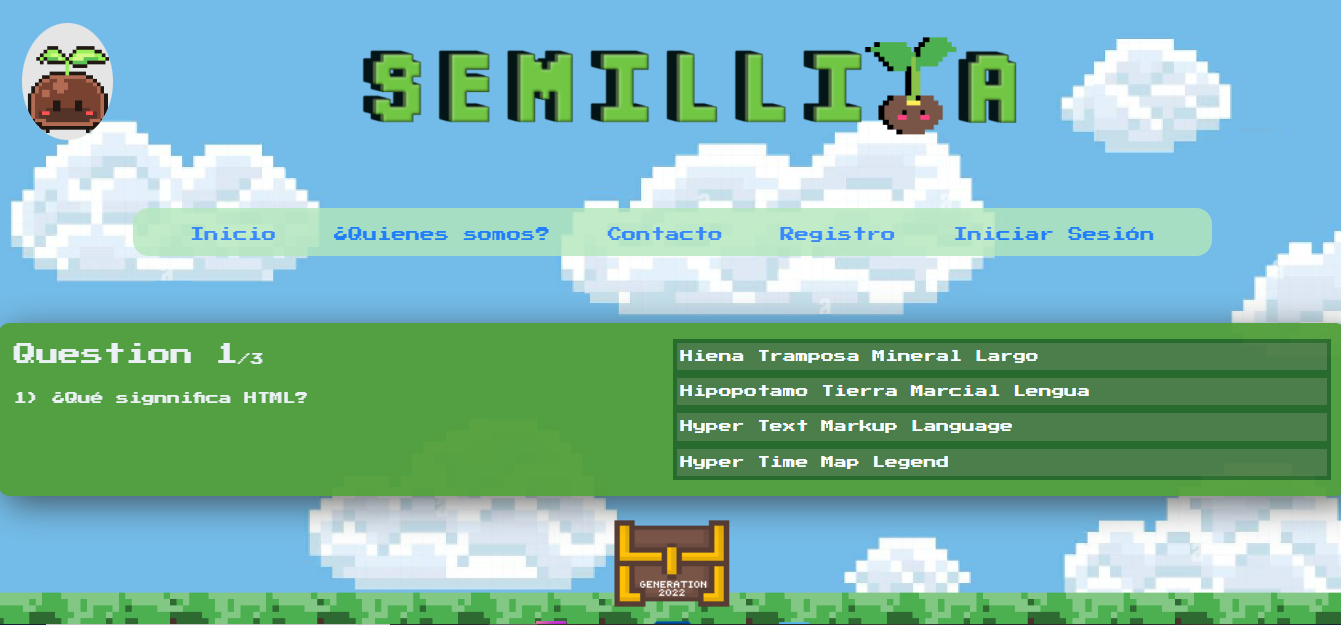 SEMILLITA
Inicio ¿Quienes somos? Contacto Registro Iniciar Sesión
Question 1/3
1) ¿Qué signnifica HTML?
Hiena Tramposa Mineral Largo
Hipopotamo Tierra Marcial Lengua
Hyper Text Markup Language
Hyper Time Map Legend
GENERATION
2022